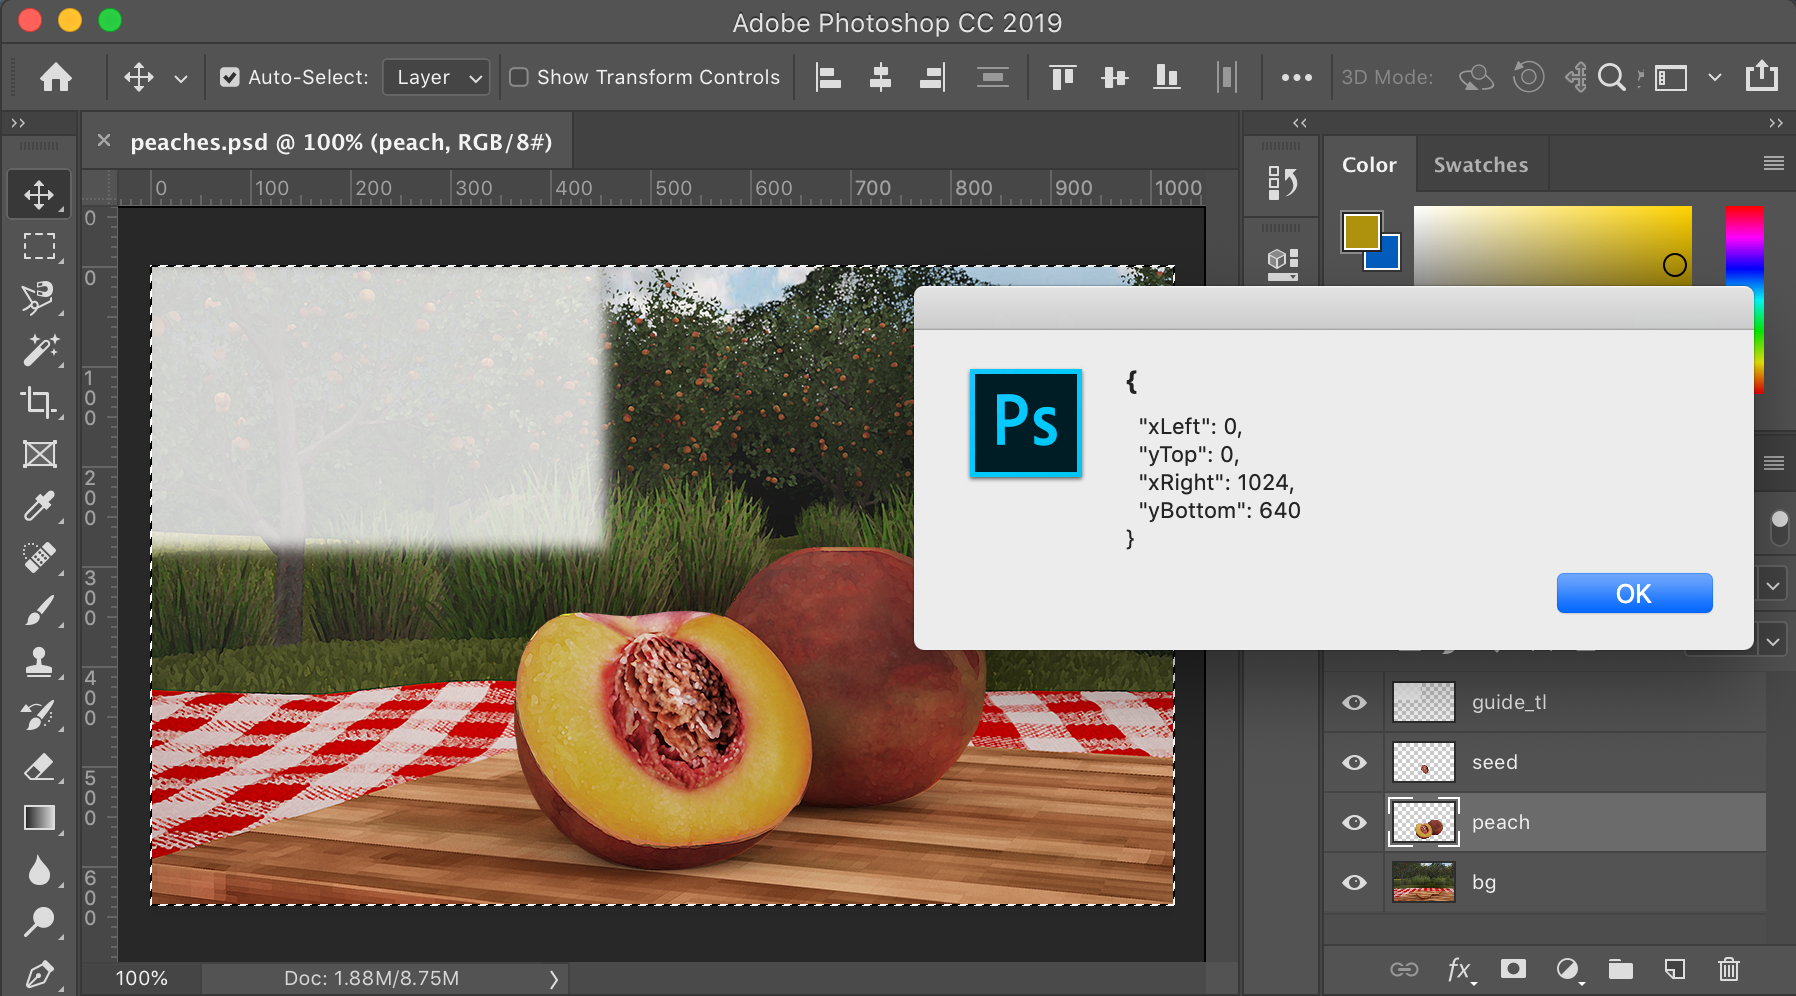 Adobe Photoshop CC 2019
Auto-Select: Layer Show Transform Controls 3D Mode:
peaches.psd @ 100% (peach, RGB/8#)
Color Swatches
0 100 200 300 400 500 600 700 800 900 1000
0
0
100
200
300
400
500
600
Ps
{
"xLeft": 0,
"yTop": 0,
"xRight": 1024,
"yBottom": 640
}
OK
guide_tl
seed
peach
bg
100% Doc: 1.88M/8.75M
fx